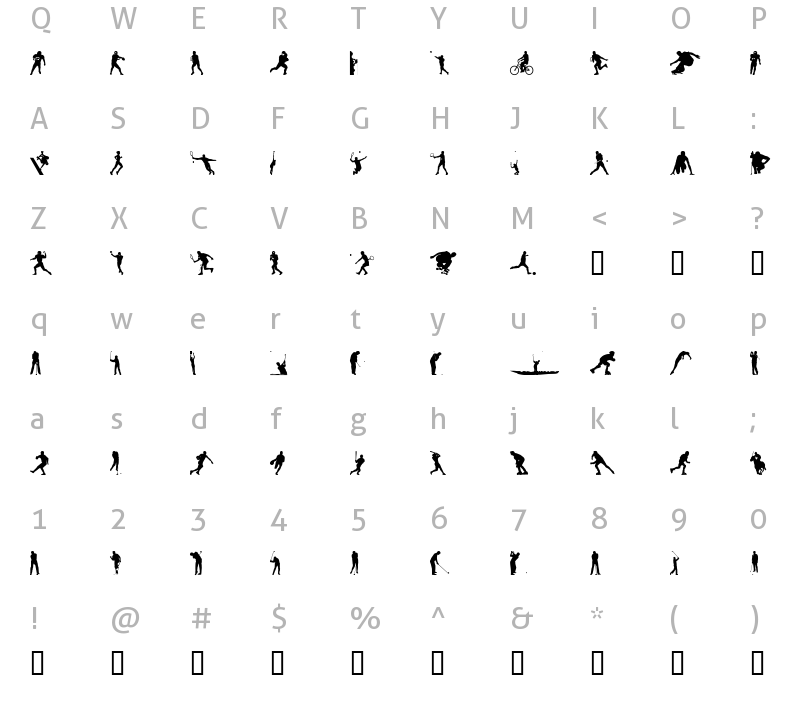 Q W E R T Y U I O P
A S D F G H J K L :
Z X C V B N M < > ?
q w e r t y u i o p
a s d f g h j k l ;
1 2 3 4 5 6 7 8 9 0
! @ # $ % ^ & * ( )